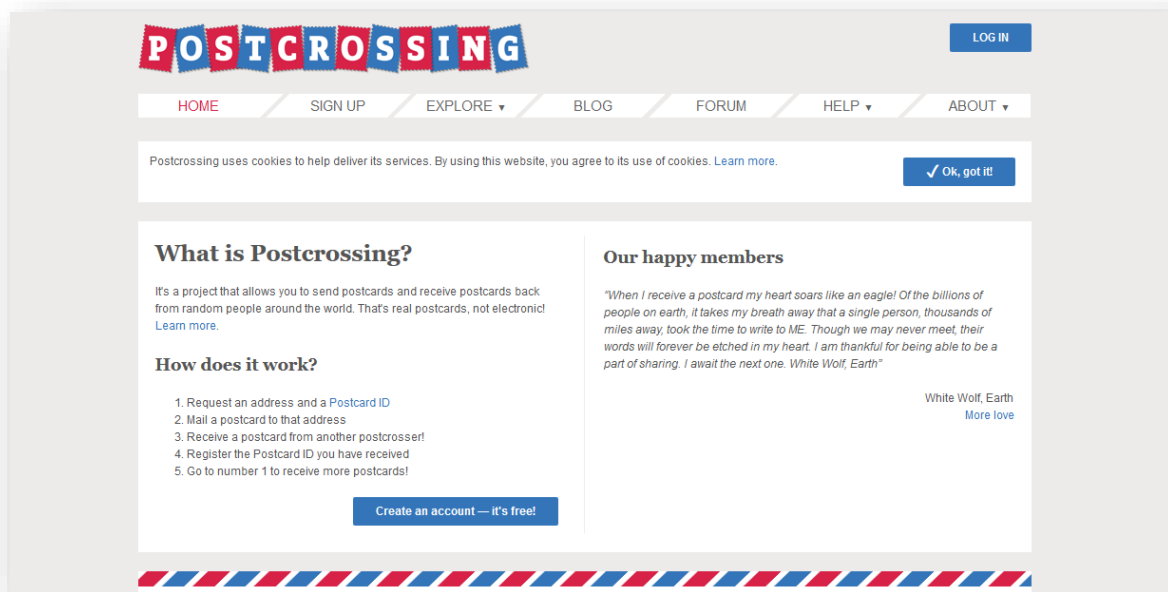 POSTCROSSING
LOG IN
HOME
SIGN UP
EXPLORE ▼
BLOG
FORUM
HELP ▼
ABOUT ▼
Postcrossing uses cookies to help deliver its services. By using this website, you agree to its use of cookies. Learn more.
✓ Ok, got it!
What is Postcrossing?
It's a project that allows you to send postcards and receive postcards back
from random people around the world. That's real postcards, not electronic!
Learn more.
How does it work?
1. Request an address and a Postcard ID
2. Mail a postcard to that address
3. Receive a postcard from another postcrosser!
4. Register the Postcard ID you have received
5. Go to number 1 to receive more postcards!
Create an account — it's free!
Our happy members
"When I receive a postcard my heart soars like an eagle! Of the billions of
people on earth, it takes my breath away that a single person, thousands of
miles away, took the time to write to ME. Though we may never meet, their
words will forever be etched in my heart. I am thankful for being able to be a
part of sharing. I await the next one. White Wolf, Earth"
White Wolf, Earth
More love